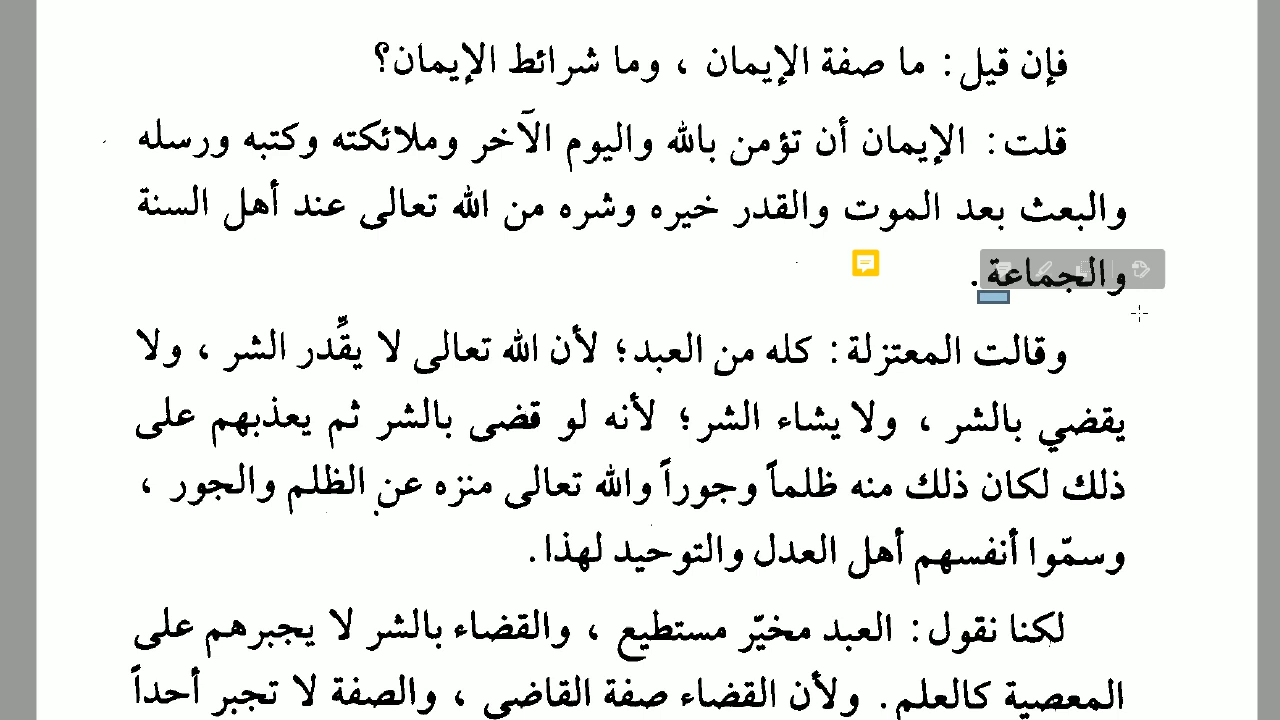 فإن قيل: ما صفة الإيمان ، وما شرائط الإيمان؟
قلت: الإيمان أن تؤمن بالله واليوم الآخر وملائكته وكتبه ورسله
والبعث بعد الموت والقدر خيره وشره من الله تعالى عند أهل السنة
والجماعة.
وقالت المعتزلة: كله من العبد؛ لأن الله تعالى لا يقِّدر الشر ، ولا
يقضي بالشر ، ولا يشاء الشر؛ لأنه لو قضى بالشر ثم يعذبهم على
ذلك لكان ذلك منه ظلماً وجوراً والله تعالى منزه عن الظلم والجور ،
وسمّوا أنفسهم أهل العدل والتوحيد لهذا.
لكنا نقول: العبد مخيّر مستطيع ، والقضاء بالشر لا يجبرهم على
المعصية كالعلم. ولأن القضاء صفة القاضي ، والصفة لا تجبر أحداً